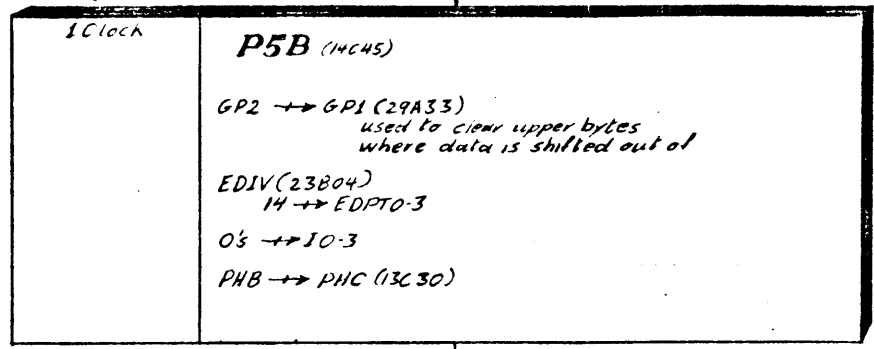 1 Clock
P5B (14C45)
GP2 ⇸ GP1 (29A33)
used to clear upper bytes
where data is shifted out of
EDIV (23B04)
14 ⇸ EDPT0-3
0's ⇸ I0-3
PHB ⇸ PHC (13C30)